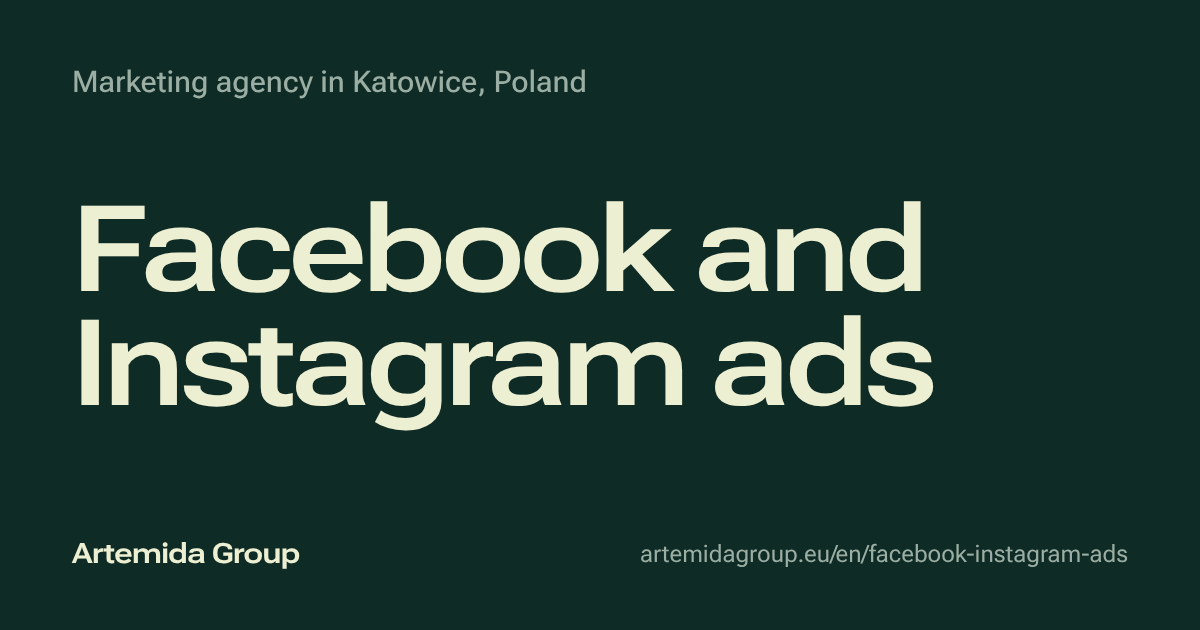 Marketing agency in Katowice, Poland
Facebook and
Instagram ads
Artemida Group
artemidagroup.eu/en/facebook-instagram-ads